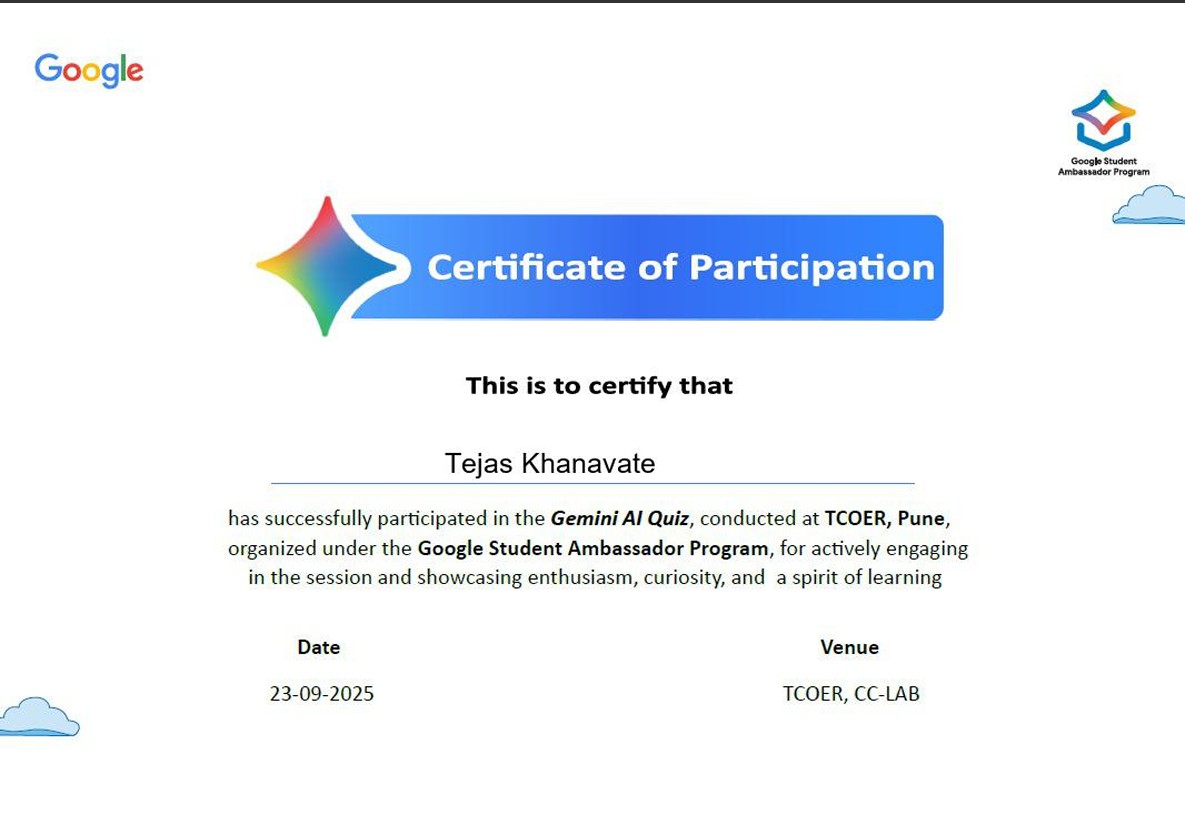 Google
Google Student
Ambassador Program
Certificate of Participation
This is to certify that
Tejas Khanavate
has successfully participated in the Gemini AI Quiz, conducted at TCOER, Pune,
organized under the Google Student Ambassador Program, for actively engaging
in the session and showcasing enthusiasm, curiosity, and  a spirit of learning
Date
Venue
23-09-2025
TCOER, CC-LAB